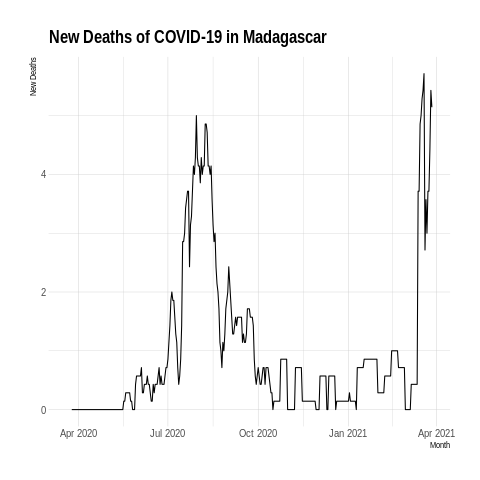 New Deaths of COVID-19 in Madagascar
New Deaths
4
2
0
Apr 2020 Jul 2020 Oct 2020 Jan 2021 Apr 2021
Month